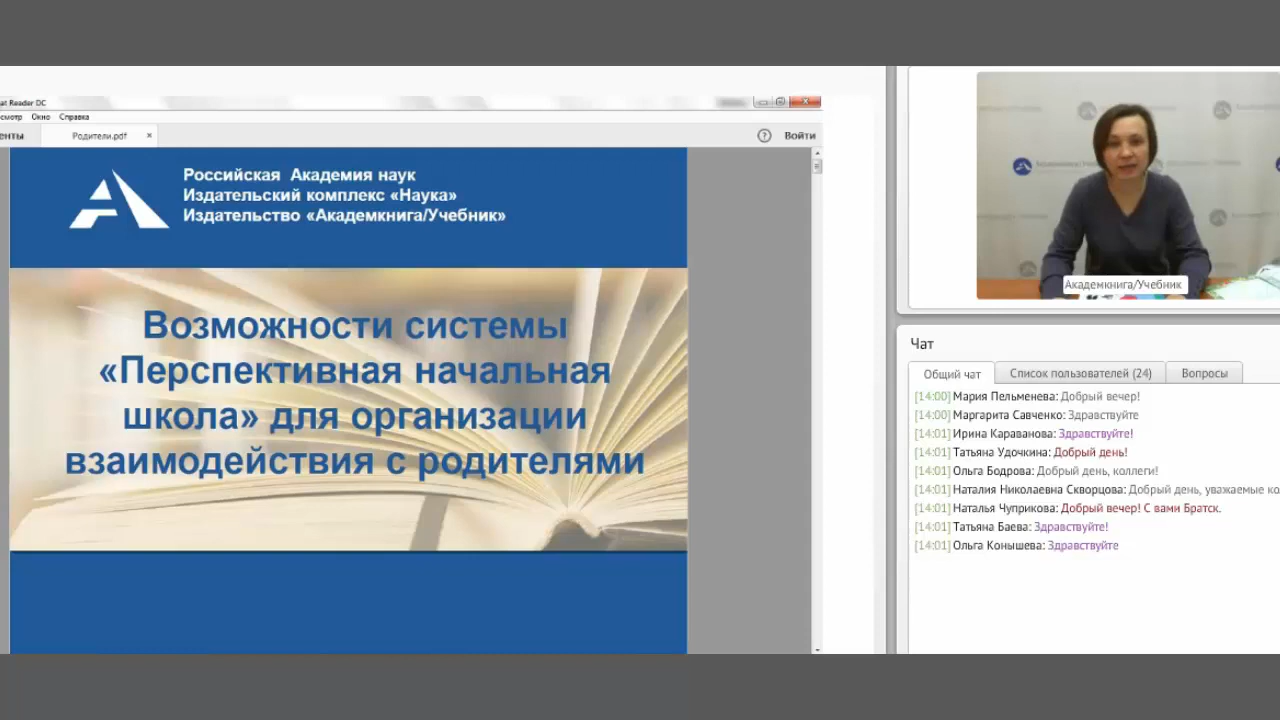 at Reader DC
смотр Окно Справка
енты
Родители.pdf
Войти
Российская Академия наук
Издательский комплекс «Наука»
Издательство «Академкнига/Учебник»
Возможности системы
«Перспективная начальная
школа» для организации
взаимодействия с родителями
Академкнига/Учебник
Чат
Общий чат
Список пользователей (24)
Вопросы
[14:00] Мария Пельменева: Добрый вечер!
[14:00] Маргарита Савченко: Здравствуйте
[14:01] Ирина Караванова: Здравствуйте!
[14:01] Татьяна Удочкина: Добрый день!
[14:01] Ольга Бодрова: Добрый день, коллеги!
[14:01] Наталия Николаевна Скворцова: Добрый день, уважаемые ко
[14:01] Наталья Чуприкова: Добрый вечер! С вами Братск.
[14:01] Татьяна Баева: Здравствуйте!
[14:01] Ольга Конышева: Здравствуйте